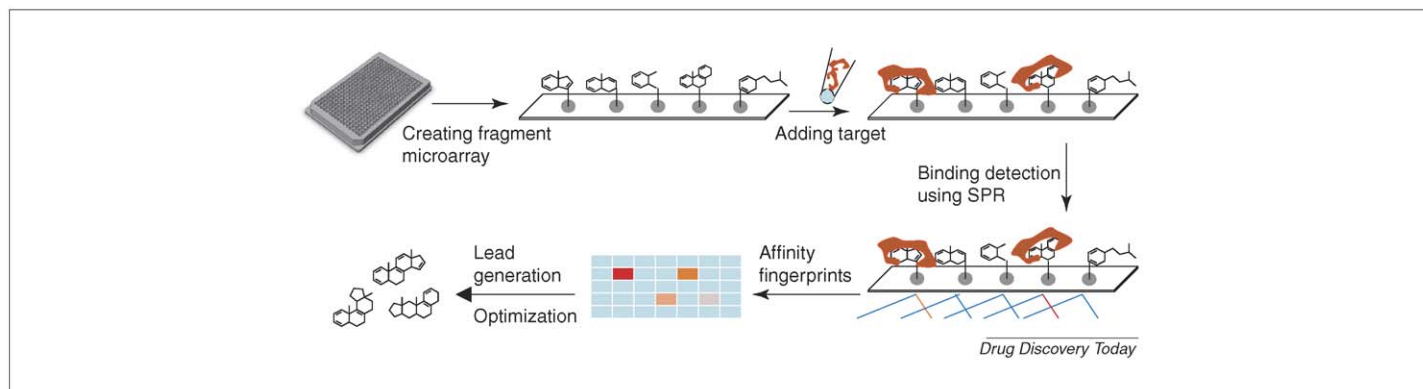 Creating fragment
microarray
Adding target
Binding detection
using SPR
Affinity
fingerprints
Lead
generation
Optimization
Drug Discovery Today